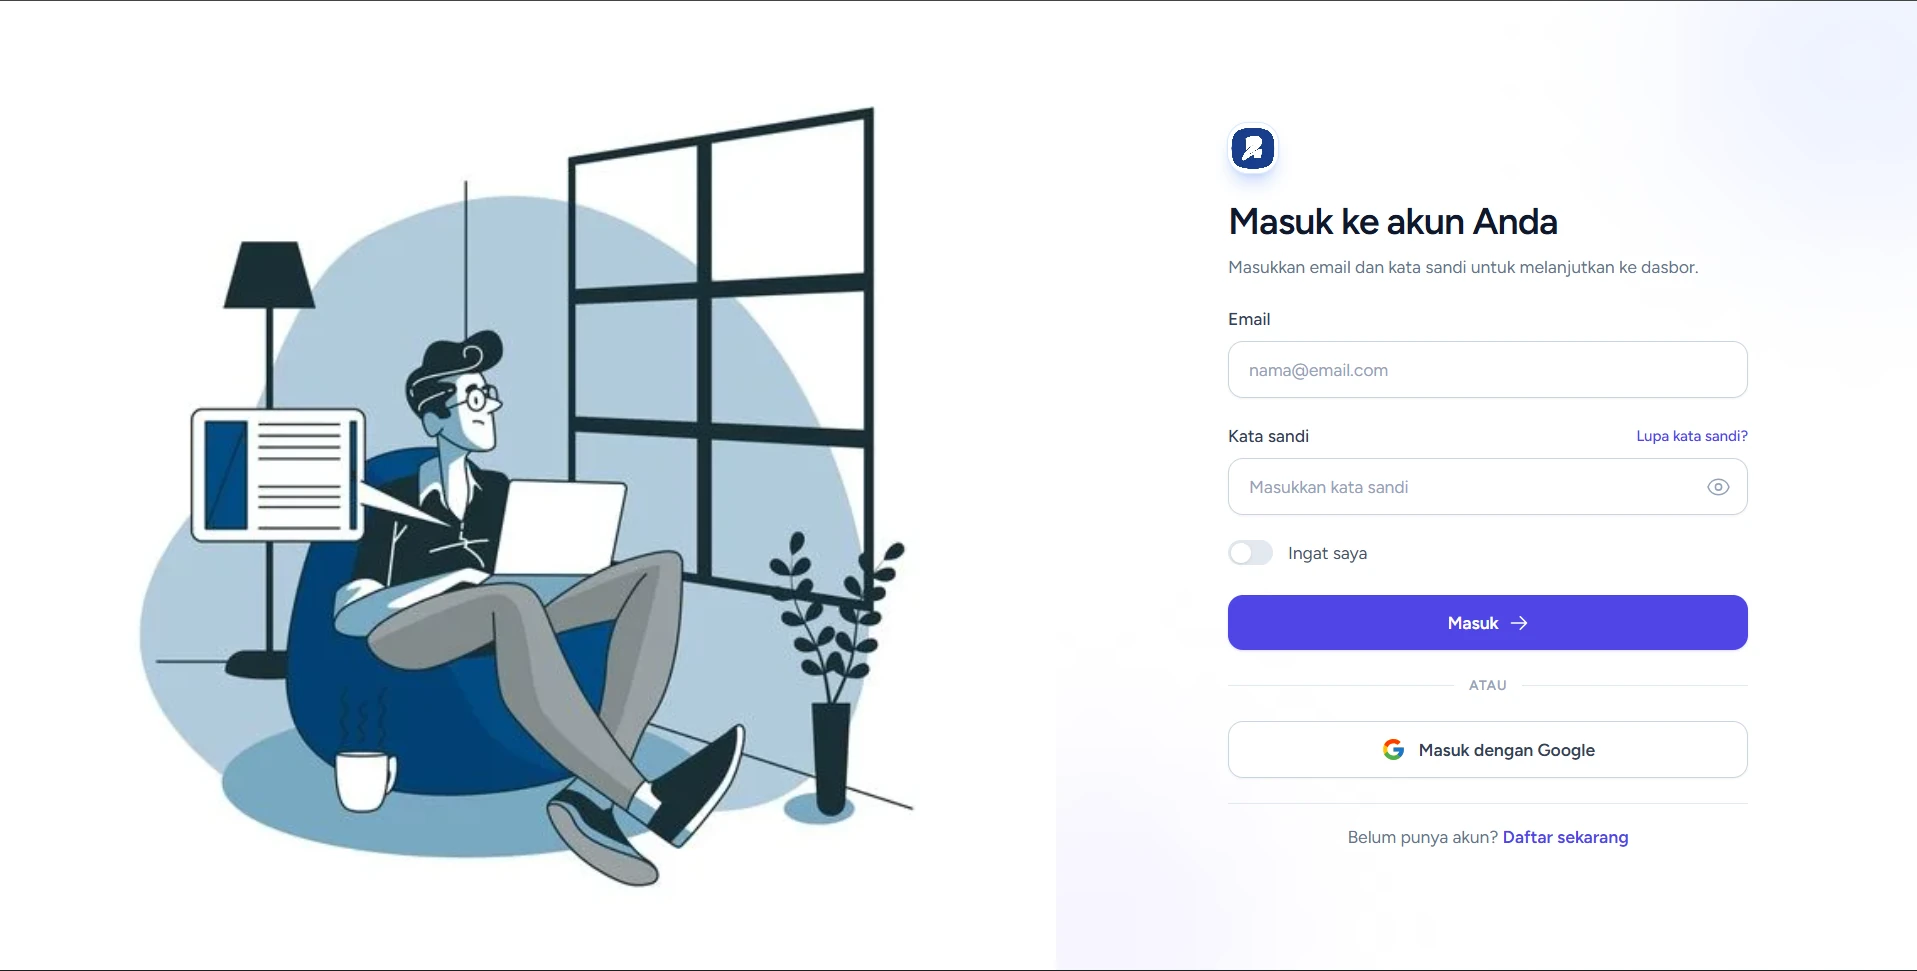 Masuk ke akun Anda
Masukkan email dan kata sandi untuk melanjutkan ke dasbor.
Email
nama@email.com
Kata sandi
Lupa kata sandi?
Masukkan kata sandi
Ingat saya
Masuk
ATAU
Masuk dengan Google
Belum punya akun? Daftar sekarang